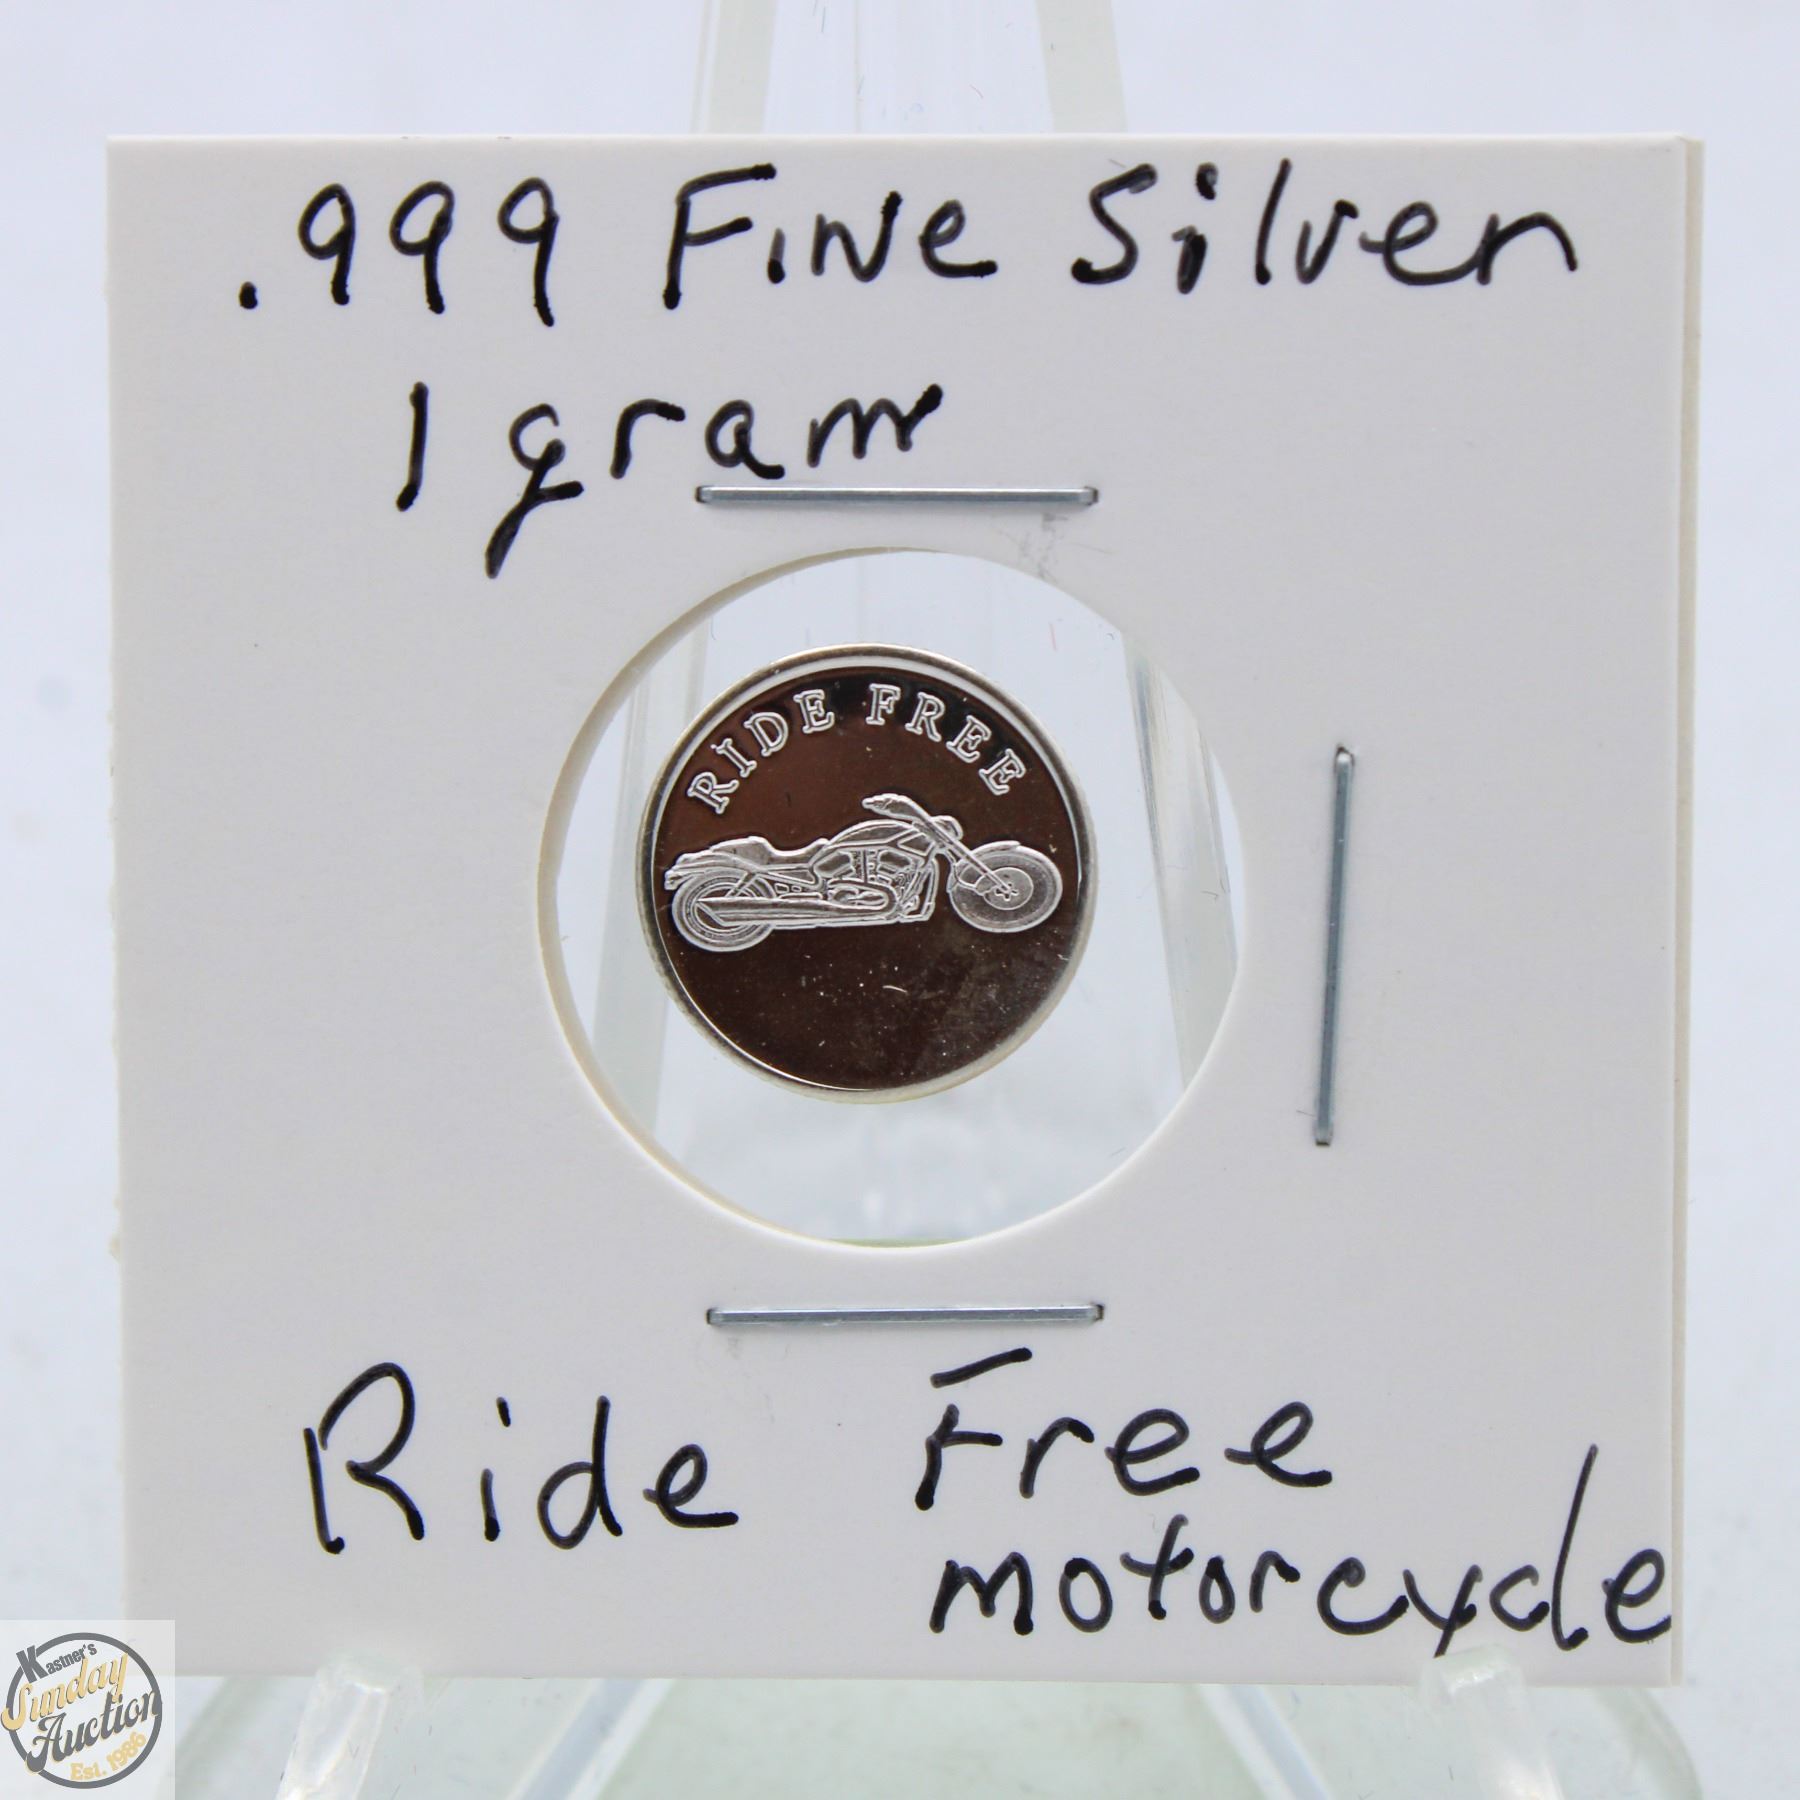 .999 Fine Silver
1 gram
RIDE FREE
Ride Free
motorcycle
Kastner's
Sunday
Auction
Est. 1986